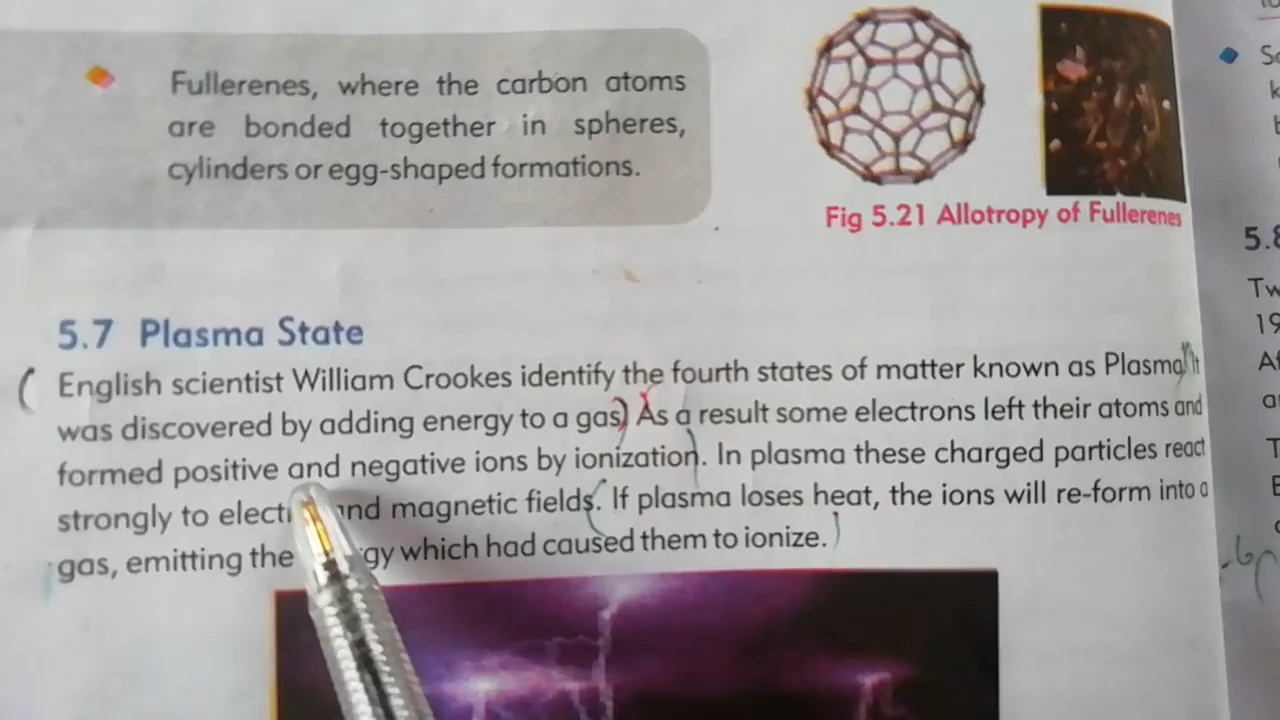 Fullerenes, where the carbon atoms
are bonded together in spheres,
cylinders or egg-shaped formations.
Fig 5.21 Allotropy of Fullerenes
5.7 Plasma State
English scientist William Crookes identify the fourth states of matter known as Plasma. It
was discovered by adding energy to a gas. As a result some electrons left their atoms and
formed positive and negative ions by ionization. In plasma these charged particles react
strongly to and magnetic fields. If plasma loses heat, the ions will re-form into a
gas, emitting the which had caused them to ionize.